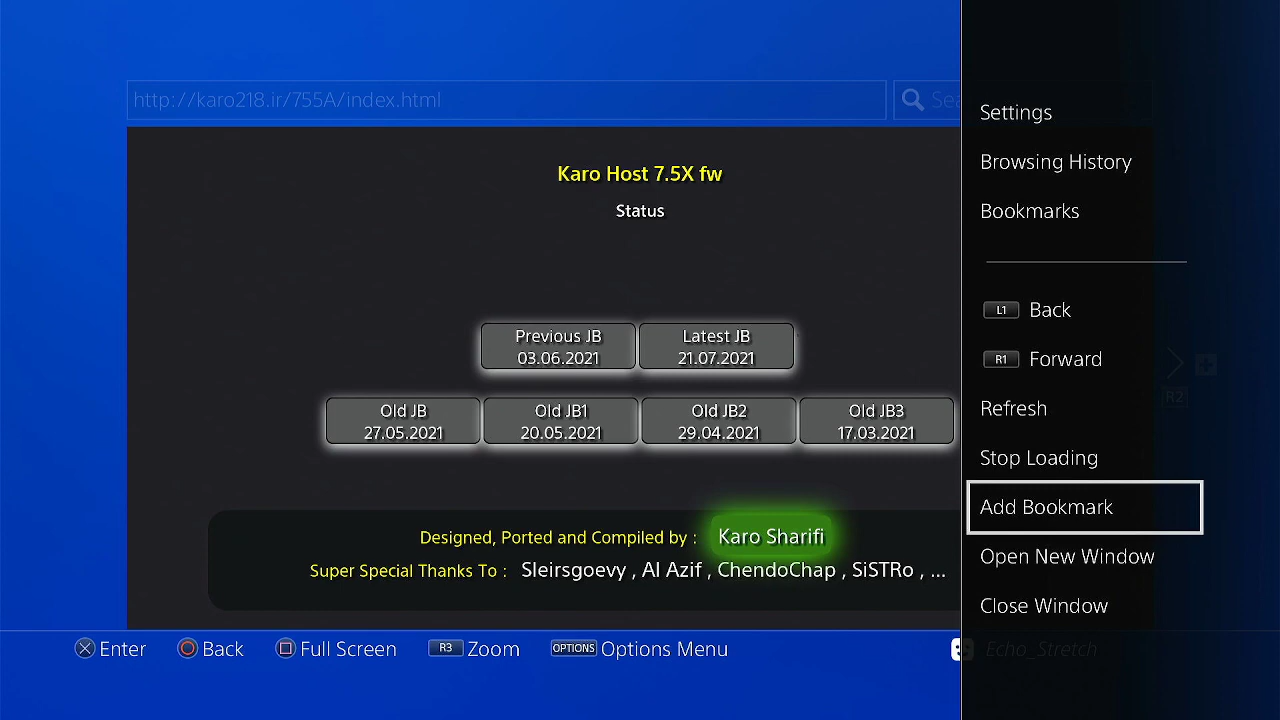 http://karo218.ir/755A/index.html
Sea
Karo Host 7.5X fw
Status
Previous JB
03.06.2021
Latest JB
21.07.2021
Old JB
27.05.2021
Old JB1
20.05.2021
Old JB2
29.04.2021
Old JB3
17.03.2021
Designed, Ported and Compiled by : Karo Sharifi
Super Special Thanks To : Sleirsgoevy , Al Azif , ChendoChap , SiSTRo , ...
Settings
Browsing History
Bookmarks
L1 Back
R1 Forward
R2
Refresh
Stop Loading
Add Bookmark
Open New Window
Close Window
Enter Back Full Screen R3 Zoom OPTIONS Options Menu
Echo_Stretch